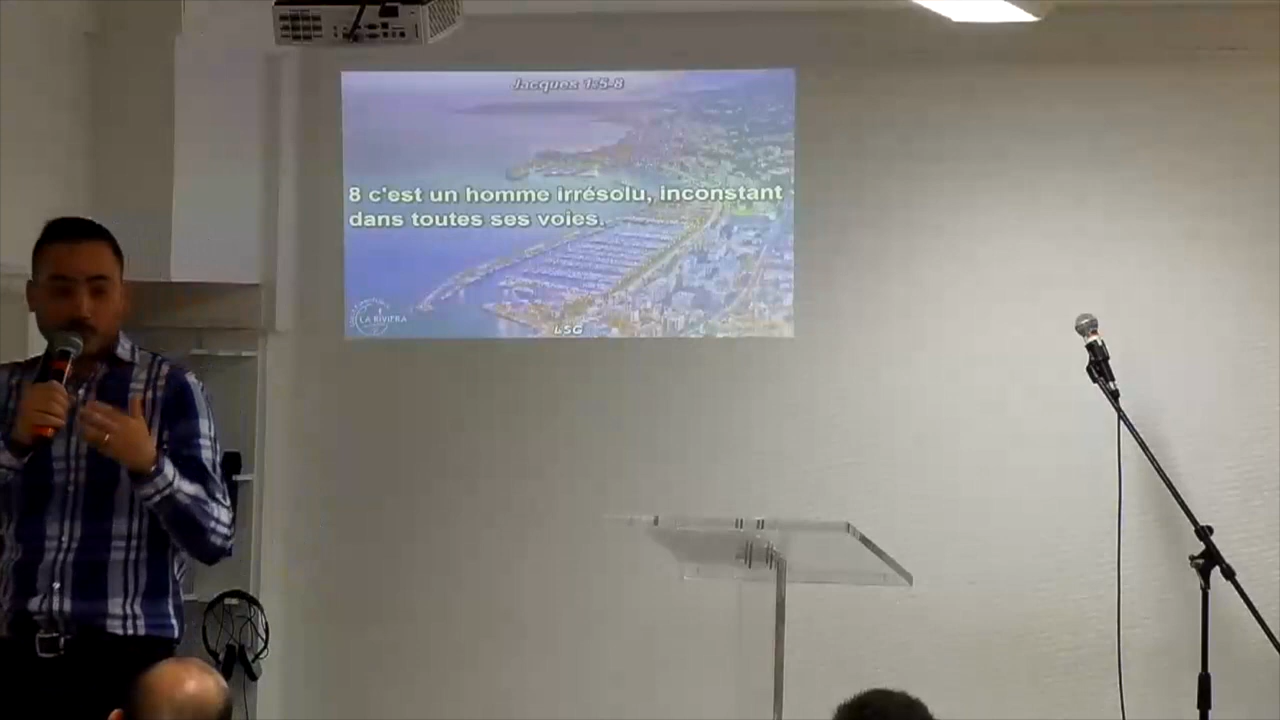 Jacques 1:5-8
8 c'est un homme irrésolu, inconstant
dans toutes ses voies.
LA RIVIERA
LSG